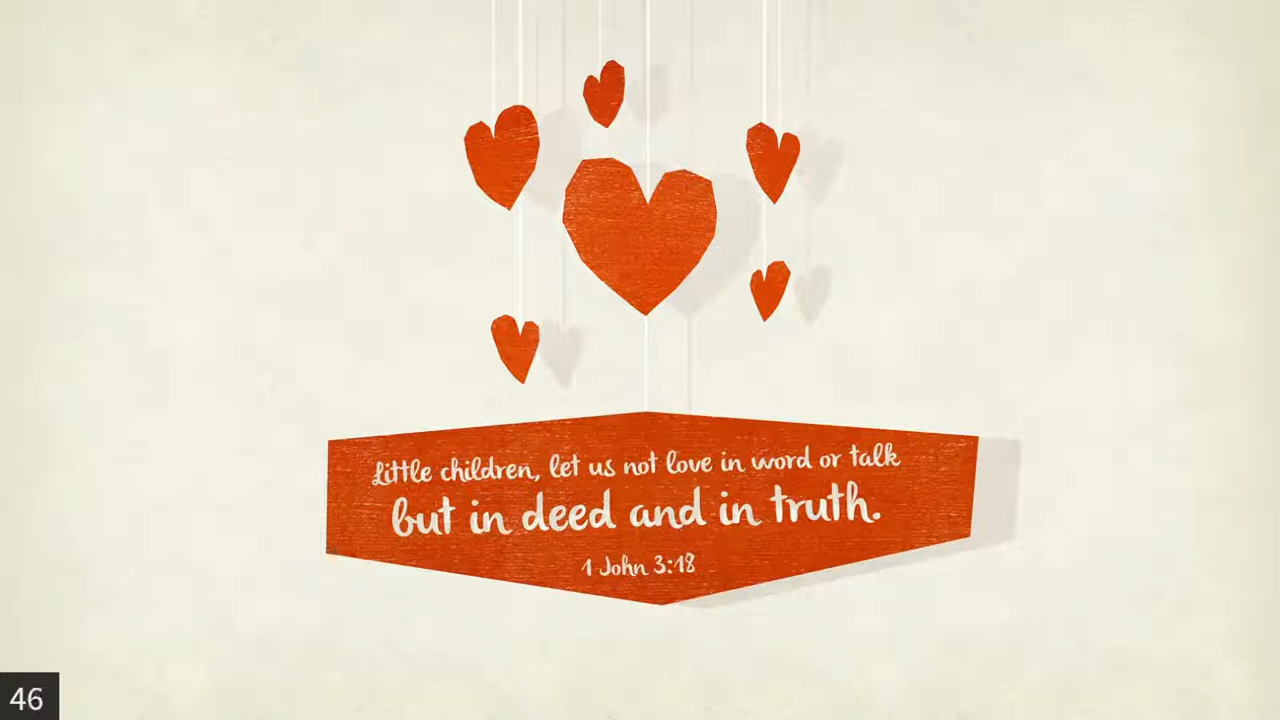 Little children, let us not love in word or talk
but in deed and in truth.
1 John 3:18
46